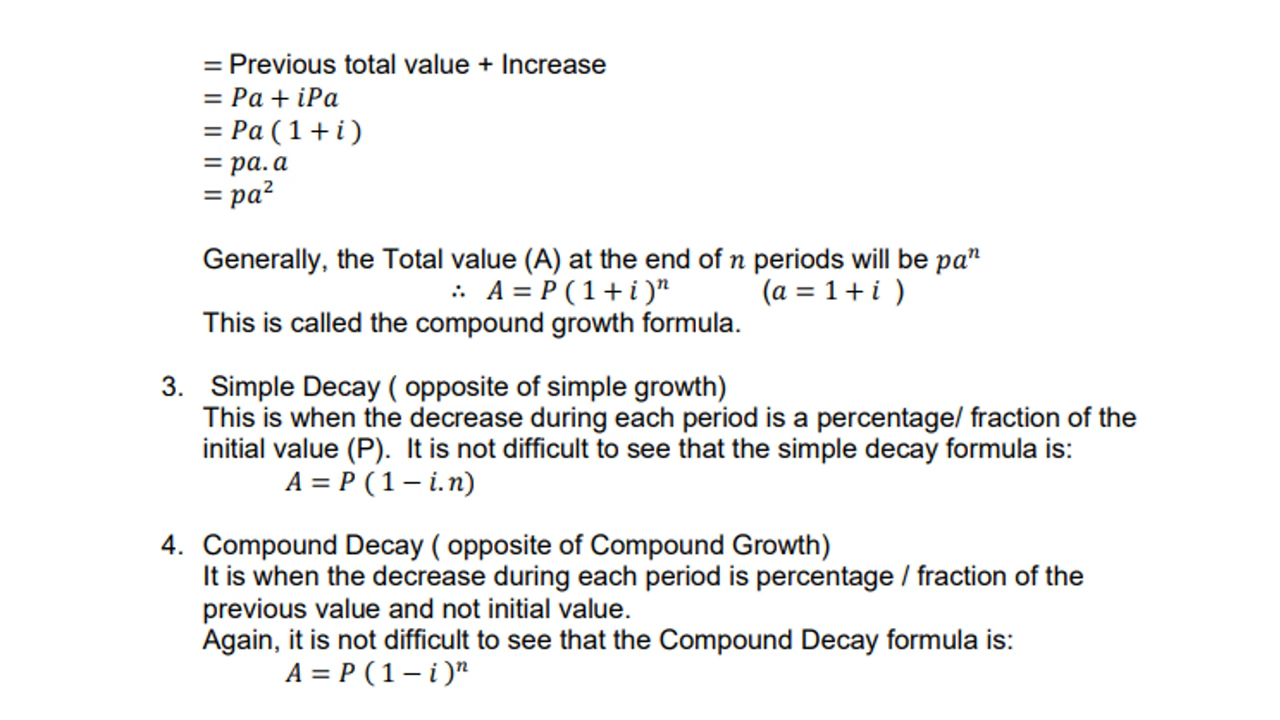 = Previous total value + Increase
= Pa + iPa
= Pa ( 1 + i )
= pa. a
= pa²
Generally, the Total value (A) at the end of n periods will be paⁿ
∴ A = P ( 1 + i )ⁿ (a = 1 + i )
This is called the compound growth formula.
3. Simple Decay ( opposite of simple growth)
This is when the decrease during each period is a percentage/ fraction of the
initial value (P). It is not difficult to see that the simple decay formula is:
A = P ( 1 – i. n)
4. Compound Decay ( opposite of Compound Growth)
It is when the decrease during each period is percentage / fraction of the
previous value and not initial value.
Again, it is not difficult to see that the Compound Decay formula is:
A = P ( 1 – i )ⁿ